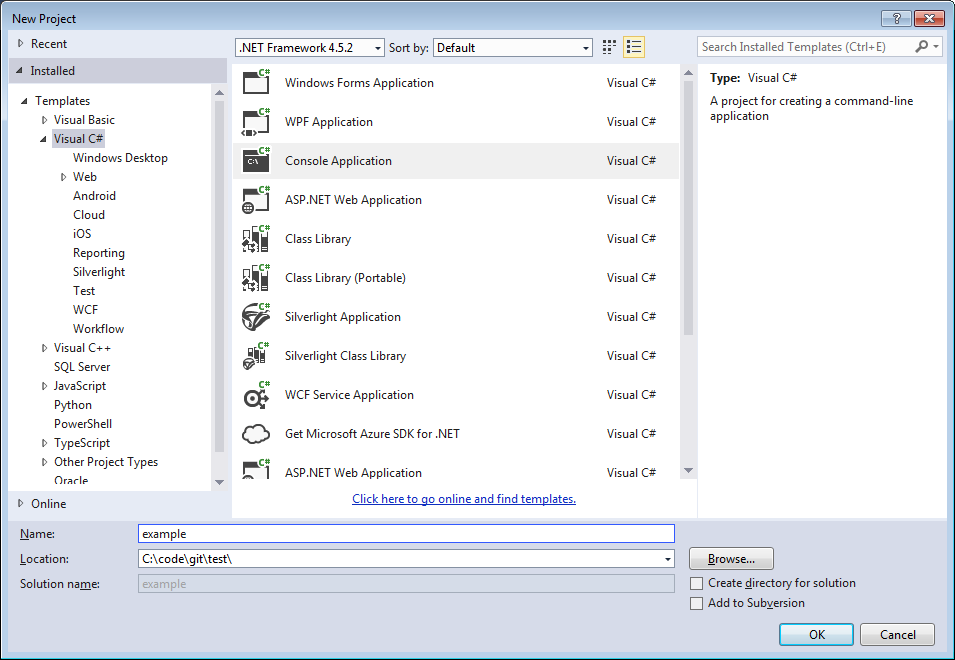 New Project
Recent
Installed
Templates
Visual Basic
Visual C#
Windows Desktop
Web
Android
Cloud
iOS
Reporting
Silverlight
Test
WCF
Workflow
Visual C++
SQL Server
JavaScript
Python
PowerShell
TypeScript
Other Project Types
Oracle
Online
.NET Framework 4.5.2 Sort by: Default
Search Installed Templates (Ctrl+E)
C# Windows Forms Application Visual C#
C# WPF Application Visual C#
C# C:\ Console Application Visual C#
C# ASP.NET Web Application Visual C#
C# Class Library Visual C#
C# Class Library (Portable) Visual C#
C# Silverlight Application Visual C#
C# Silverlight Class Library Visual C#
C# WCF Service Application Visual C#
Get Microsoft Azure SDK for .NET Visual C#
C# ASP.NET Web Application Visual C#
Click here to go online and find templates.
Type: Visual C#
A project for creating a command-line
application
Name: example
Location: C:\code\git\test\ Browse...
Solution name: example
Create directory for solution
Add to Subversion
OK Cancel